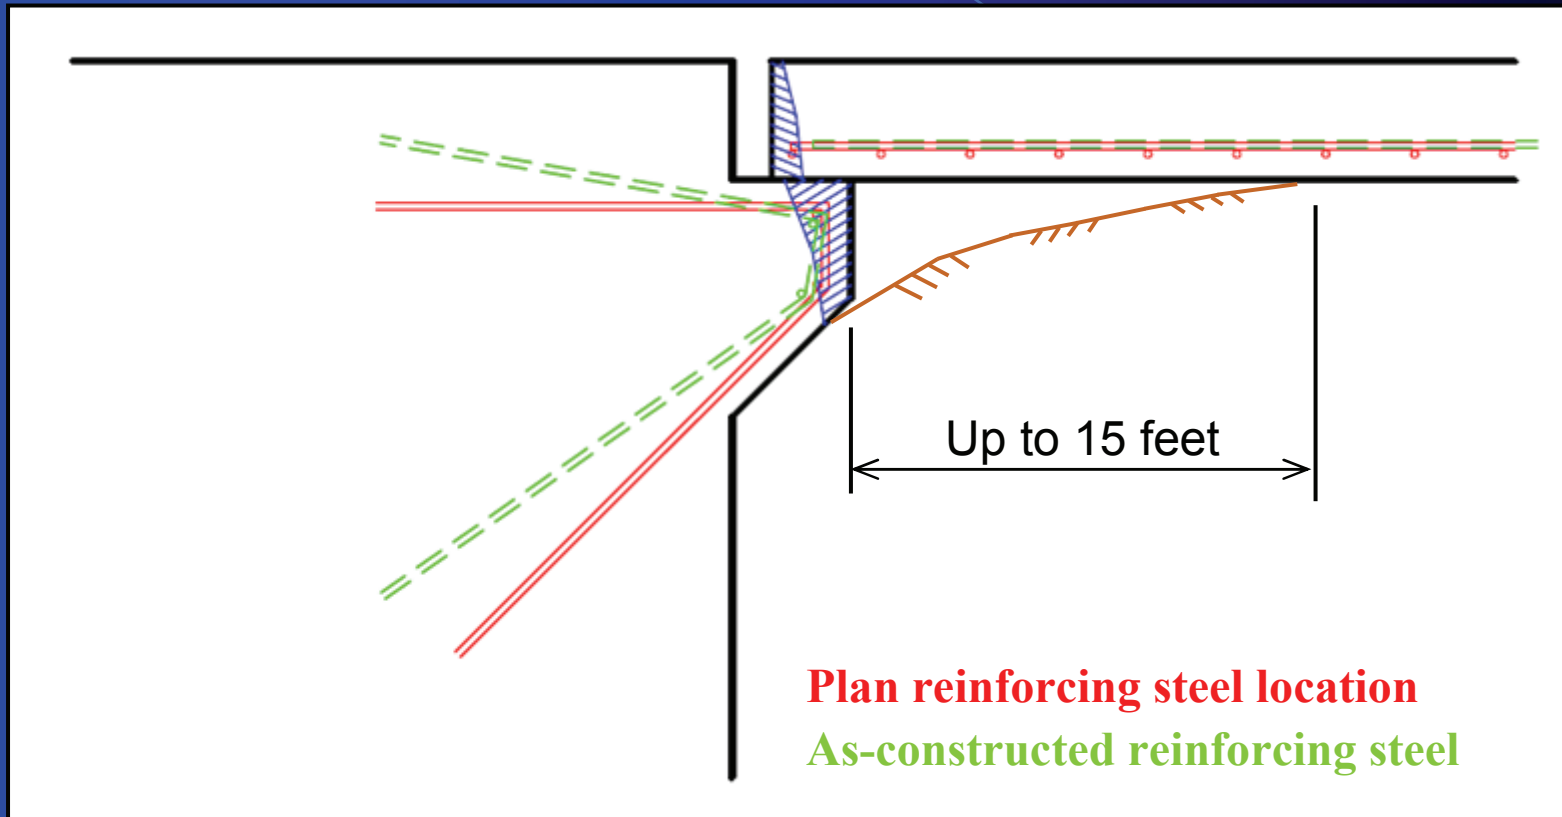 Up to 15 feet
Plan reinforcing steel location
As-constructed reinforcing steel